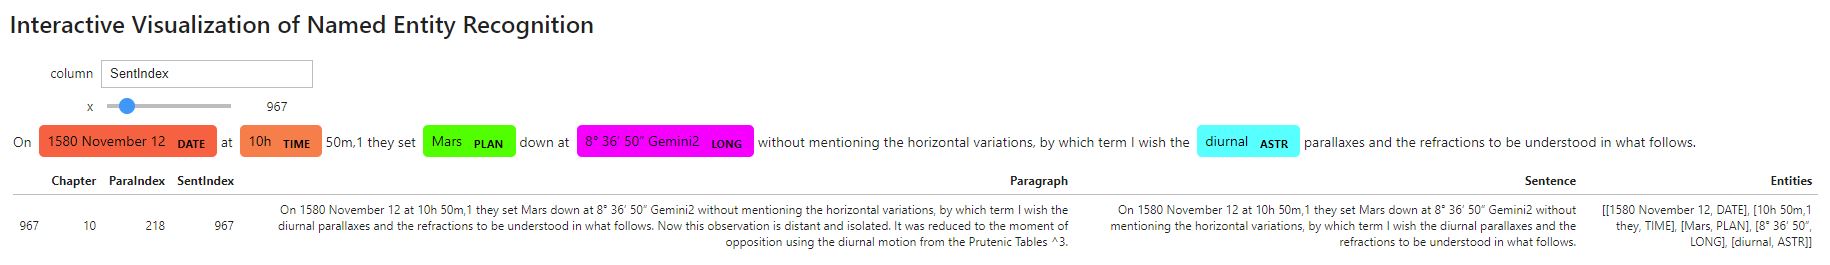 Interactive Visualization of Named Entity Recognition
column SentIndex
x 967
On 1580 November 12 DATE at 10h TIME 50m,1 they set Mars PLAN down at 8° 36′ 50″ Gemini2 LONG without mentioning the horizontal variations, by which term I wish the diurnal ASTR parallaxes and the refractions to be understood in what follows.
Chapter ParaIndex SentIndex Paragraph Sentence Entities
967 10 218 967
On 1580 November 12 at 10h 50m,1 they set Mars down at 8° 36′ 50″ Gemini2 without mentioning the horizontal variations, by which term I wish the
diurnal parallaxes and the refractions to be understood in what follows. Now this observation is distant and isolated. It was reduced to the moment of
opposition using the diurnal motion from the Prutenic Tables ^3.
On 1580 November 12 at 10h 50m,1 they set Mars down at 8° 36′ 50″ Gemini2 without
mentioning the horizontal variations, by which term I wish the diurnal parallaxes and the
refractions to be understood in what follows.
[[1580 November 12, DATE], [10h 50m,1
they, TIME], [Mars, PLAN], [8° 36′ 50″,
LONG], [diurnal, ASTR]]